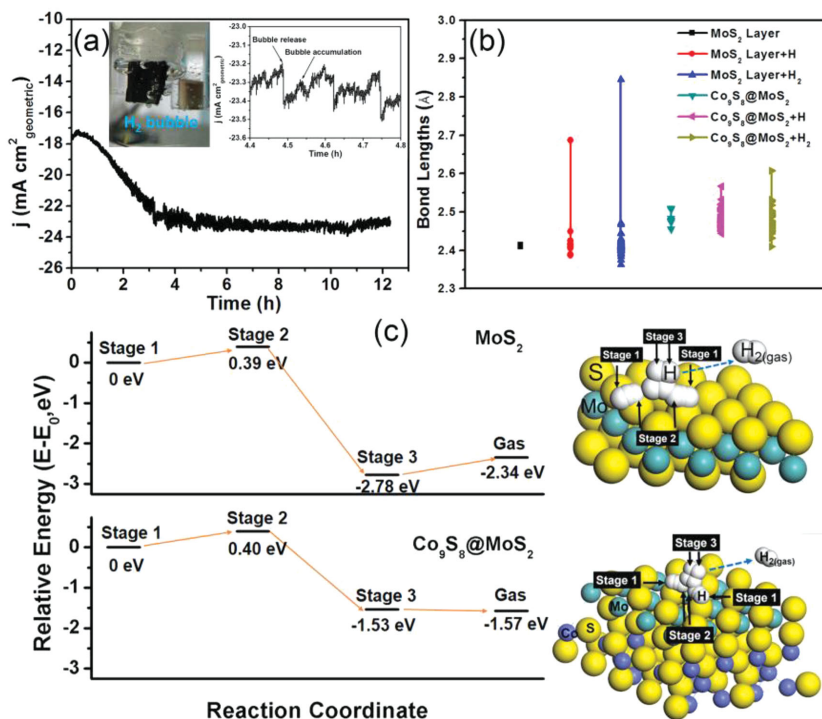 (a)
H₂ bubble
Bubble release
Bubble accumulation
j (mA cm²geometric)
-23.0
-23.1
-23.2
-23.3
-23.4
-23.5
-23.6
4.4 4.5 4.6 4.7 4.8
Time (h)
j (mA cm²geometric)
-14
-16
-18
-20
-22
-24
-26
0 2 4 6 8 10 12
Time (h)
(b)
MoS₂ Layer
MoS₂ Layer+H
MoS₂ Layer+H₂
Co₉S₈@MoS₂
Co₉S₈@MoS₂+H
Co₉S₈@MoS₂+H₂
Bond Lengths (Å)
3.0
2.9
2.8
2.7
2.6
2.5
2.4
2.3
(c)
MoS₂
Stage 1
0 eV
Stage 2
0.39 eV
Stage 3
-2.78 eV
Gas
-2.34 eV
0
-1
-2
-3
Relative Energy (E-E₀,eV)
Co₉S₈@MoS₂
Stage 1
0 eV
Stage 2
0.40 eV
Stage 3
-1.53 eV
Gas
-1.57 eV
0
-1
-2
-3
Reaction Coordinate
Stage 3
Stage 1
H
Stage 1
H₂(gas)
S
Mo
Stage 2
Stage 3
H₂(gas)
Stage 1
H
Stage 1
Mo
Co
S
Stage 2